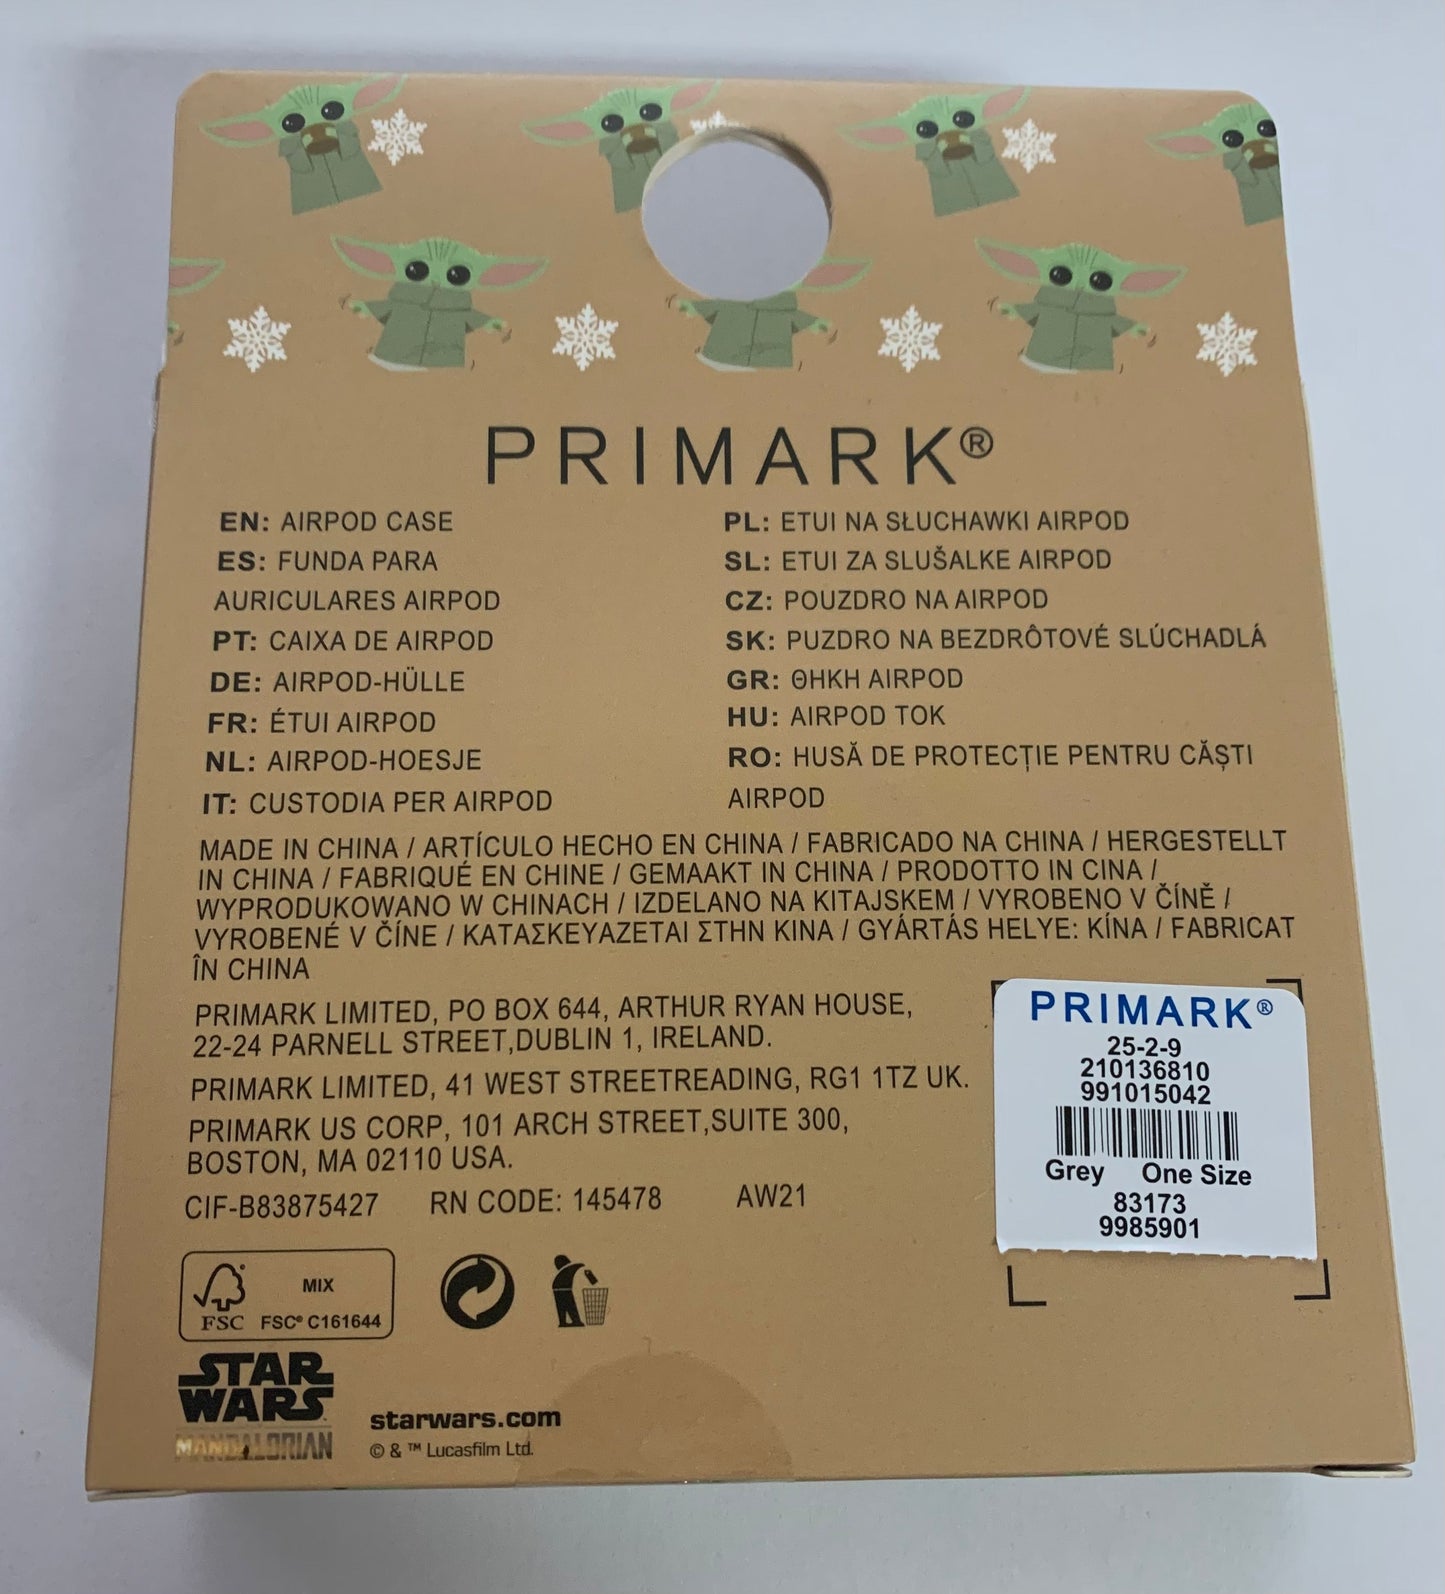 PRIMARK®
EN: AIRPOD CASE
ES: FUNDA PARA
AURICULARES AIRPOD
PT: CAIXA DE AIRPOD
DE: AIRPOD-HÜLLE
FR: ÉTUI AIRPOD
NL: AIRPOD-HOESJE
IT: CUSTODIA PER AIRPOD
PL: ETUI NA SŁUCHAWKI AIRPOD
SL: ETUI ZA SLUŠALKE AIRPOD
CZ: POUZDRO NA AIRPOD
SK: PUZDRO NA BEZDRÔTOVÉ SLÚCHADLÁ
GR: ΘΗΚΗ AIRPOD
HU: AIRPOD TOK
RO: HUSĂ DE PROTECȚIE PENTRU CĂȘTI
AIRPOD
MADE IN CHINA / ARTÍCULO HECHO EN CHINA / FABRICADO NA CHINA / HERGESTELLT
IN CHINA / FABRIQUÉ EN CHINE / GEMAAKT IN CHINA / PRODOTTO IN CINA /
WYPRODUKOWANO W CHINACH / IZDELANO NA KITAJSKEM / VYROBENO V ČÍNĚ /
VYROBENÉ V ČÍNE / ΚΑΤΑΣΚΕΥΑΖΕΤΑΙ ΣΤΗΝ ΚΙΝΑ / GYÁRTÁS HELYE: KÍNA / FABRICAT
ÎN CHINA
PRIMARK LIMITED, PO BOX 644, ARTHUR RYAN HOUSE,
22-24 PARNELL STREET,DUBLIN 1, IRELAND.
PRIMARK LIMITED, 41 WEST STREETREADING, RG1 1TZ UK.
PRIMARK US CORP, 101 ARCH STREET,SUITE 300,
BOSTON, MA 02110 USA.
CIF-B83875427 RN CODE: 145478 AW21
PRIMARK®
25-2-9
210136810
991015042
Grey One Size
83173
9985901
MIX
FSC FSC® C161644
STAR
WARS
MANDALORIAN
starwars.com
© & ™ Lucasfilm Ltd.